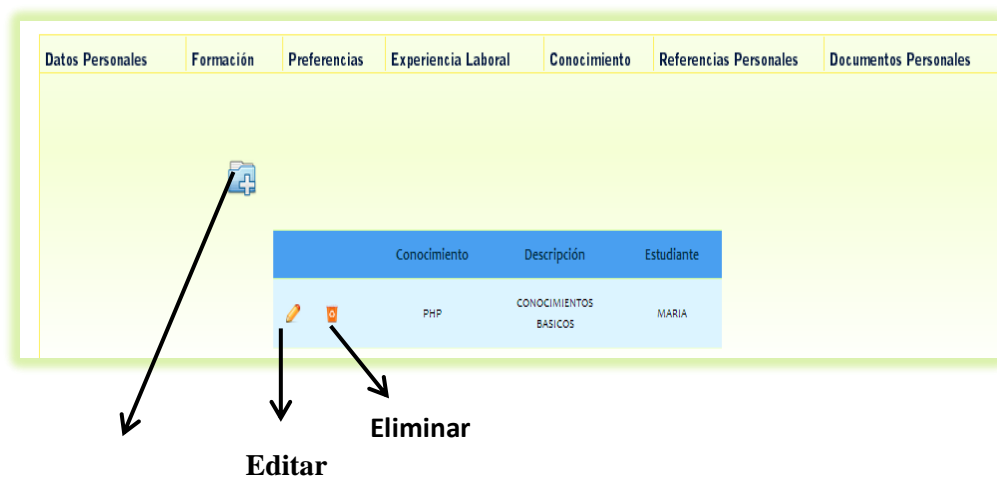 Datos Personales Formación Preferencias Experiencia Laboral Conocimiento Referencias Personales Documentos Personales
Conocimiento Descripción Estudiante
PHP CONOCIMIENTOS BASICOS MARIA
Eliminar
Editar